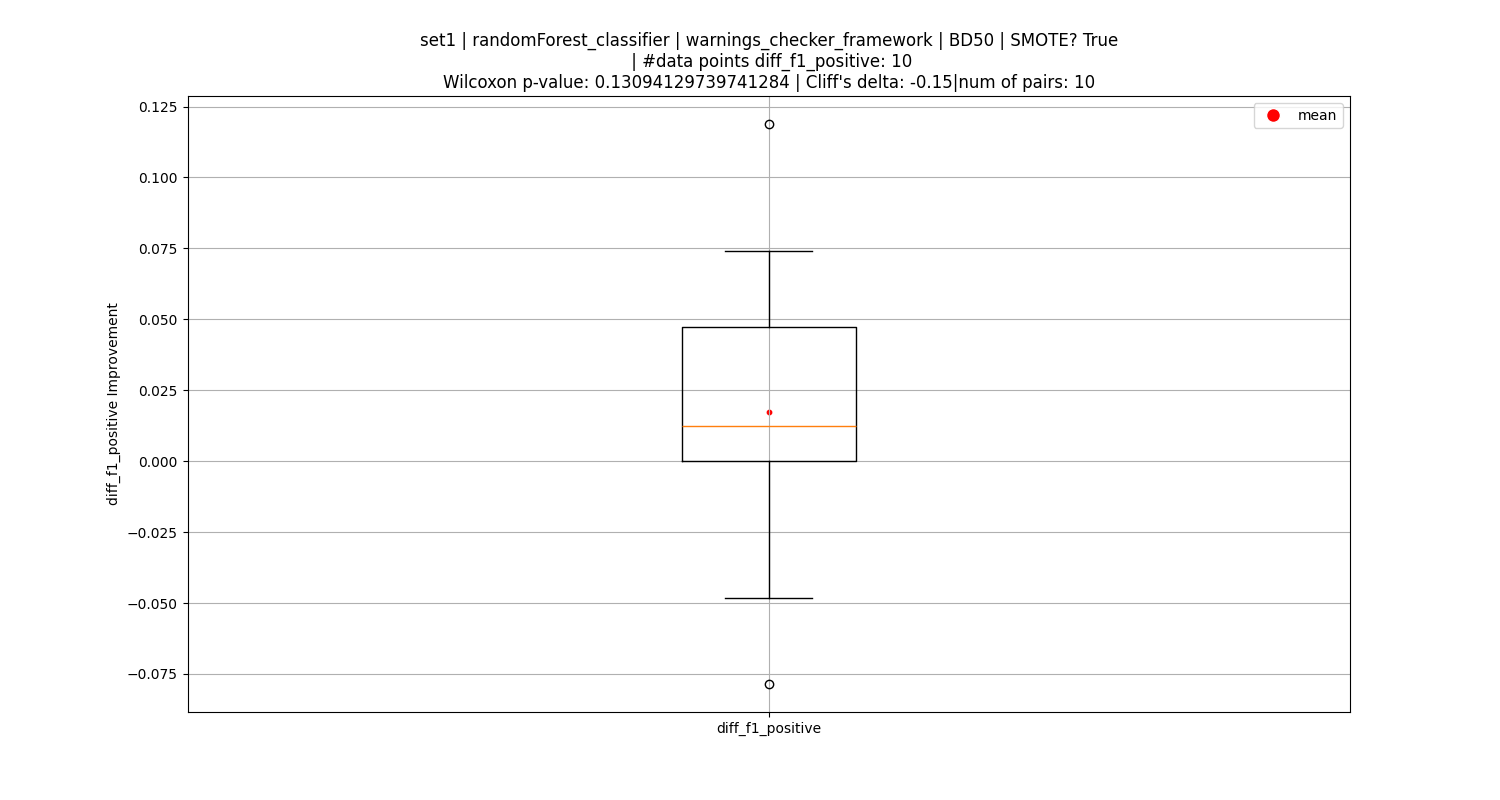 set1 | randomForest_classifier | warnings_checker_framework | BD50 | SMOTE? True
| #data points diff_f1_positive: 10
Wilcoxon p-value: 0.13094129739741284 | Cliff's delta: -0.15|num of pairs: 10
mean
0.125
0.100
0.075
0.050
0.025
0.000
−0.025
−0.050
−0.075
diff_f1_positive Improvement
diff_f1_positive